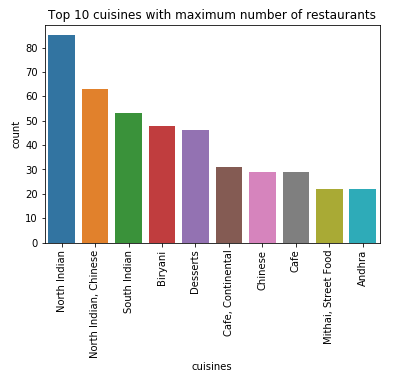 Top 10 cuisines with maximum number of restaurants
count
80
70
60
50
40
30
20
10
0
North Indian
North Indian, Chinese
South Indian
Biryani
Desserts
Cafe, Continental
Chinese
Cafe
Mithai, Street Food
Andhra
cuisines